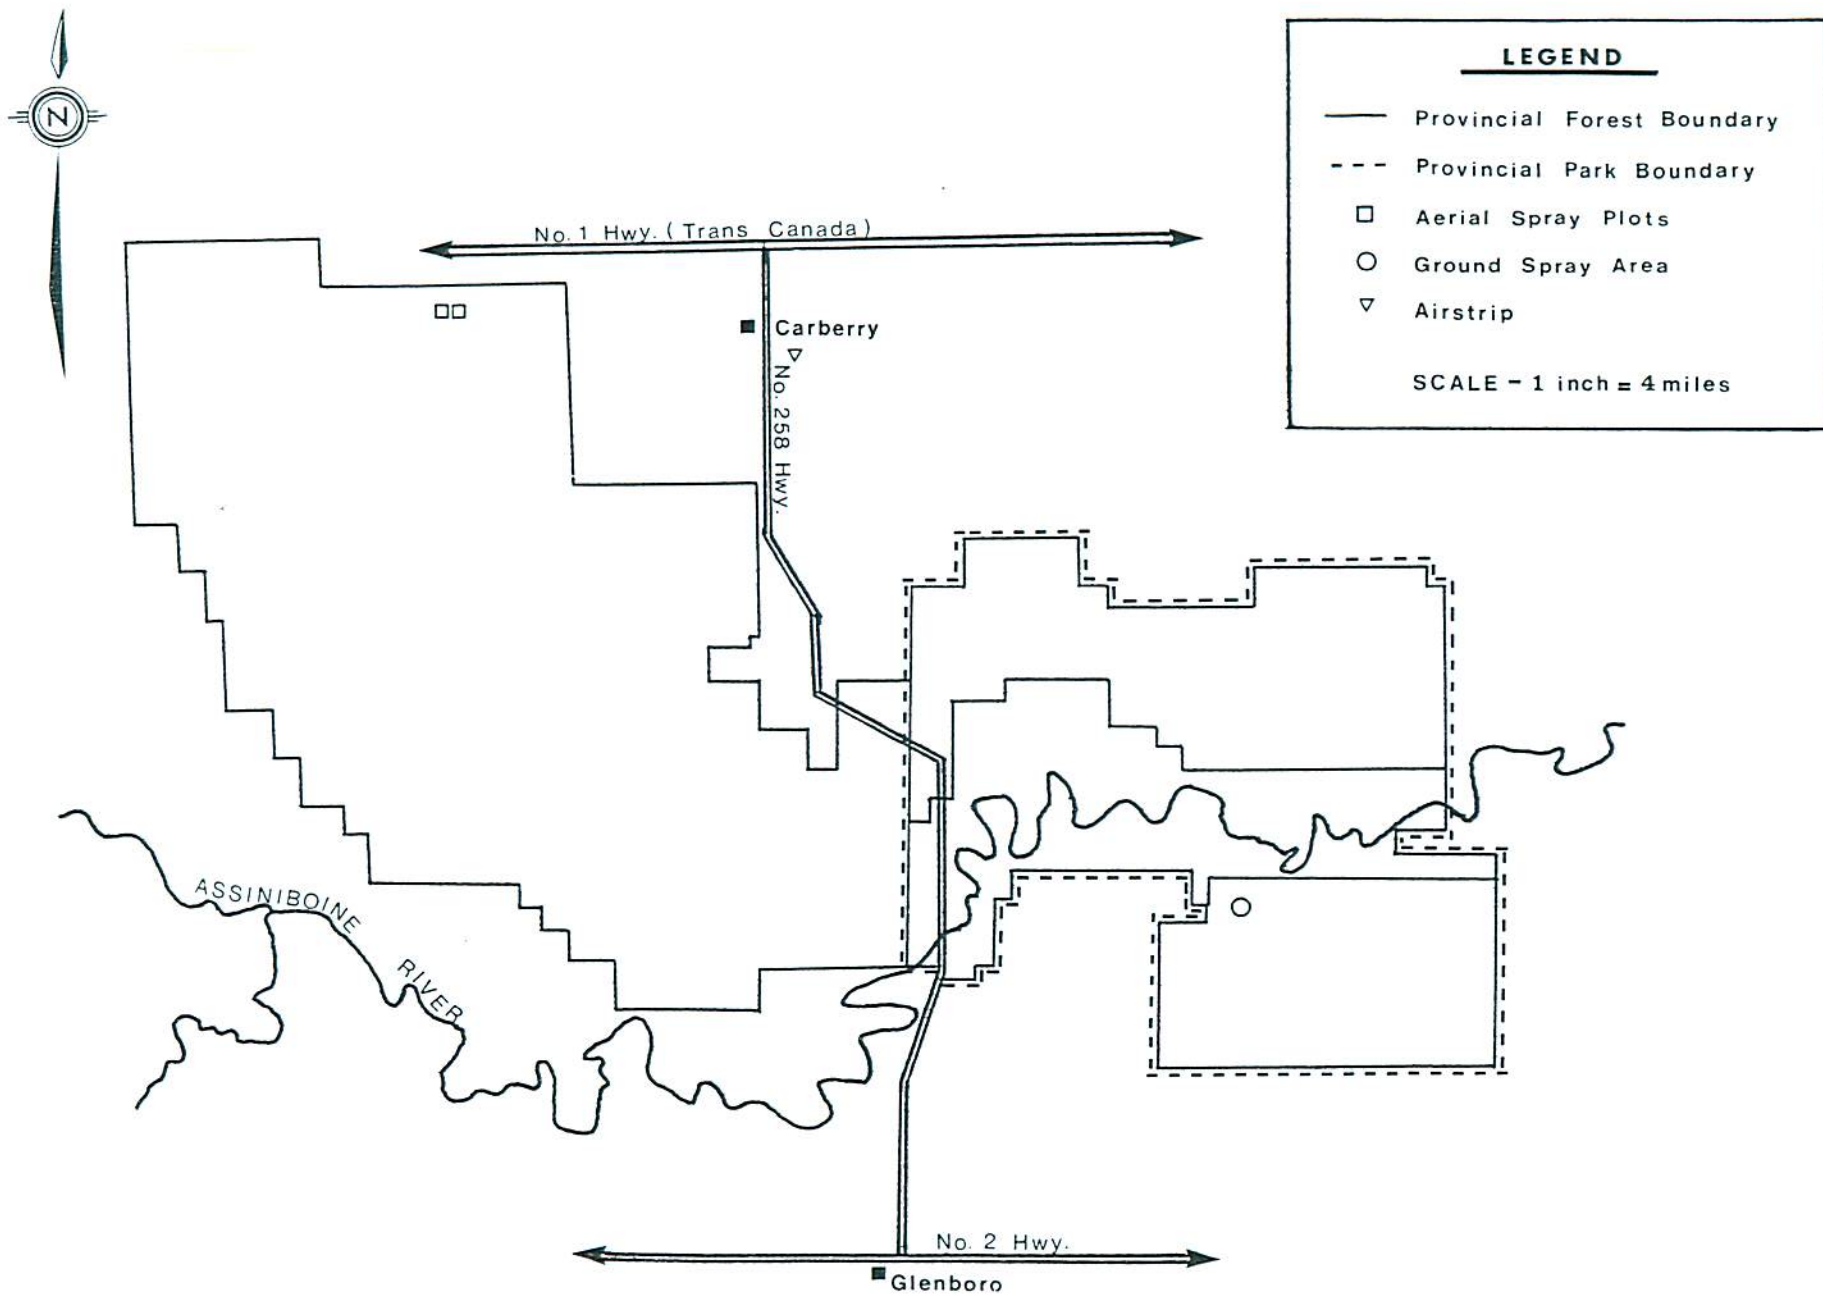 N
LEGEND
Provincial Forest Boundary
Provincial Park Boundary
Aerial Spray Plots
Ground Spray Area
Airstrip
SCALE - 1 inch = 4 miles
No. 1 Hwy. ( Trans Canada )
Carberry
No. 258 Hwy.
ASSINIBOINE
RIVER
No. 2 Hwy.
Glenboro